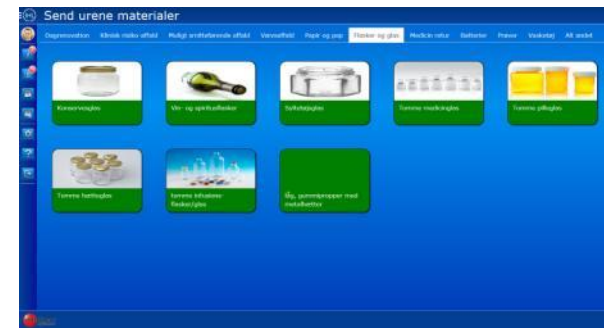 Send urene materialer
Dagrenovation Klinisk risiko affald Muligt smitteførende affald Vævsaffald Papir og pap Flasker og glas Medicin retur Batterier Prøver Vasketøj Alt andet
Konservesglas Vin- og spiritusflasker Syltetøjsglas Tomme medicinglas Tomme pilleglas
Tomme hætteglas tomme infusions- låg, gummipropper med
flasker/glas metalhætter